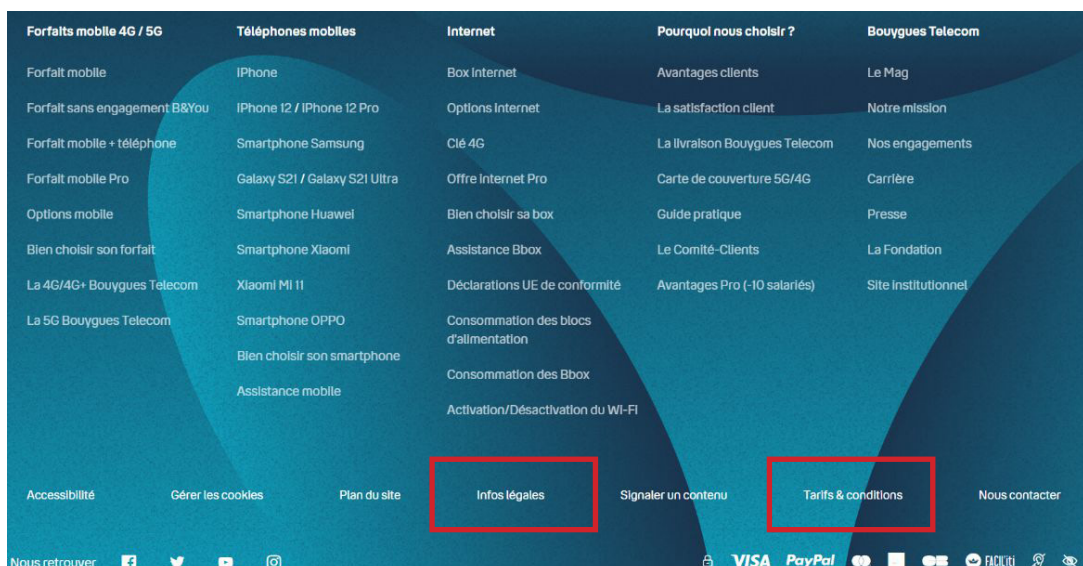 Forfaits mobile 4G / 5G
Forfait mobile
Forfait sans engagement B&You
Forfait mobile + téléphone
Forfait mobile Pro
Options mobile
Bien choisir son forfait
La 4G/4G+ Bouygues Telecom
La 5G Bouygues Telecom
Téléphones mobiles
iPhone
iPhone 12 / iPhone 12 Pro
Smartphone Samsung
Galaxy S21 / Galaxy S21 Ultra
Smartphone Huawei
Smartphone Xiaomi
Xiaomi Mi 11
Smartphone OPPO
Bien choisir son smartphone
Assistance mobile
Internet
Box internet
Options internet
Clé 4G
Offre internet Pro
Bien choisir sa box
Assistance Bbox
Déclarations UE de conformité
Consommation des blocs
d'alimentation
Consommation des Bbox
Activation/Désactivation du Wi-Fi
Pourquoi nous choisir ?
Avantages clients
La satisfaction client
La livraison Bouygues Telecom
Carte de couverture 5G/4G
Guide pratique
Le Comité-Clients
Avantages Pro (-10 salariés)
Bouygues Telecom
Le Mag
Notre mission
Nos engagements
Carrière
Presse
La Fondation
Site institutionnel
Accessibilité Gérer les cookies Plan du site Infos légales Signaler un contenu Tarifs & conditions Nous contacter
Nous retrouver VISA PayPal CB FACIL'iti